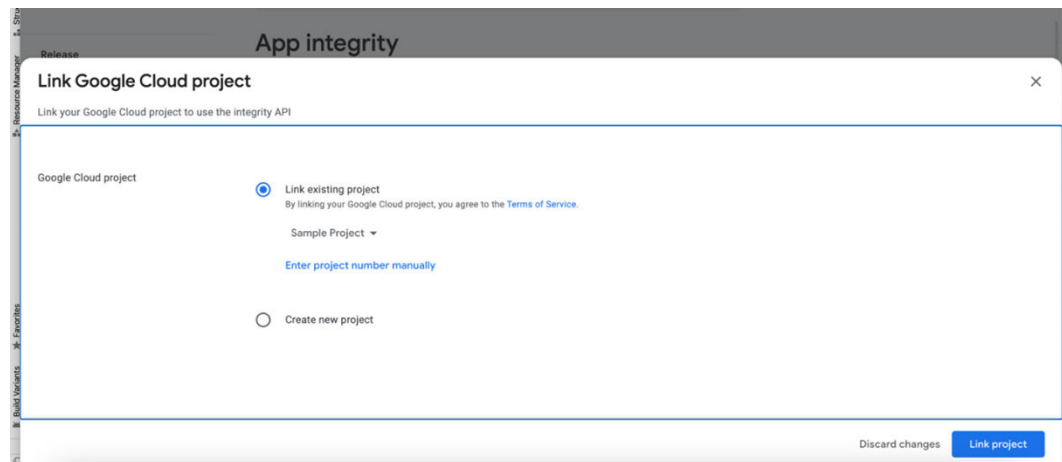 App integrity
Release
Link Google Cloud project
Link your Google Cloud project to use the integrity API
Google Cloud project
Link existing project
By linking your Google Cloud project, you agree to the Terms of Service.
Sample Project
Enter project number manually
Create new project
Discard changes
Link project
Resource Manager
Favorites
Build Variants